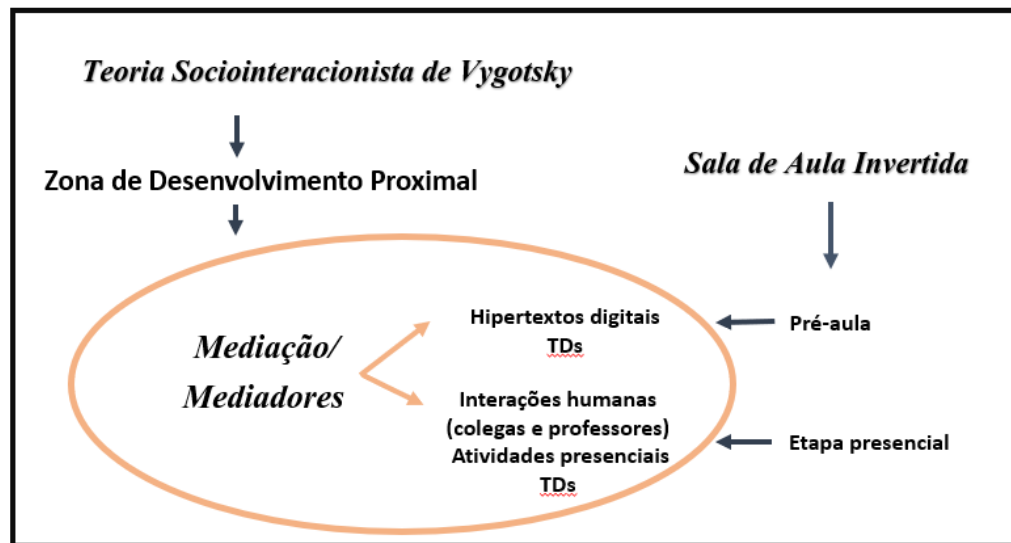 Teoria Sociointeracionista de Vygotsky
Zona de Desenvolvimento Proximal
Sala de Aula Invertida
Mediação/
Mediadores
Hipertextos digitais
TDs
Pré-aula
Interações humanas
(colegas e professores)
Atividades presenciais
TDs
Etapa presencial